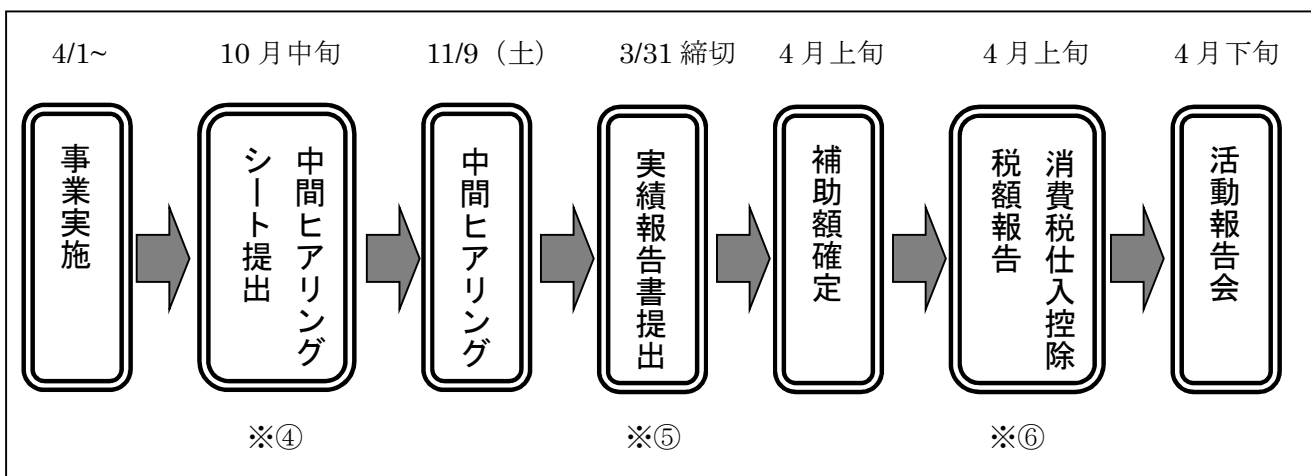 4/1~
10月中旬
11/9（土）
3/31 締切
4月上旬
4月上旬
4月下旬
事業実施
中間ヒアリング
シート提出
中間ヒアリング
実績報告書提出
補助額確定
消費税仕入控除
税額報告
活動報告会
※④
※⑤
※⑥